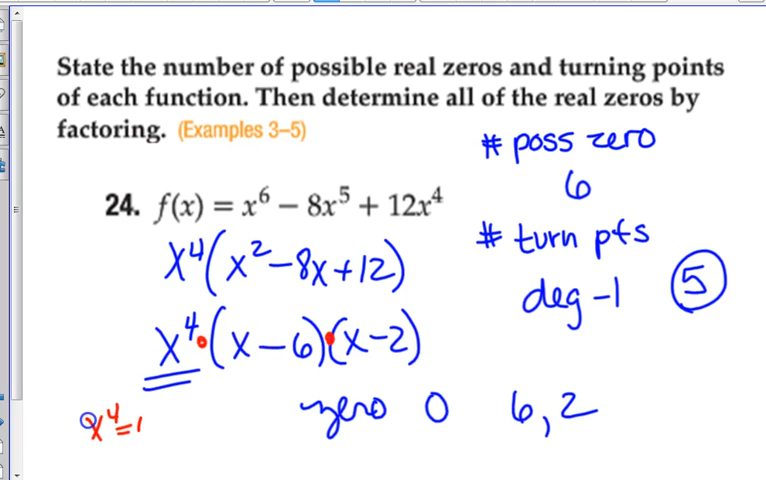 State the number of possible real zeros and turning points
of each function. Then determine all of the real zeros by
factoring. (Examples 3–5)
# poss zero
6
24. f(x) = x⁶ − 8x⁵ + 12x⁴
# turn pts
x⁴(x² − 8x + 12)
deg − 1 5
x⁴ • (x − 6) • (x − 2)
zero 0 6, 2
x⁴ = 1